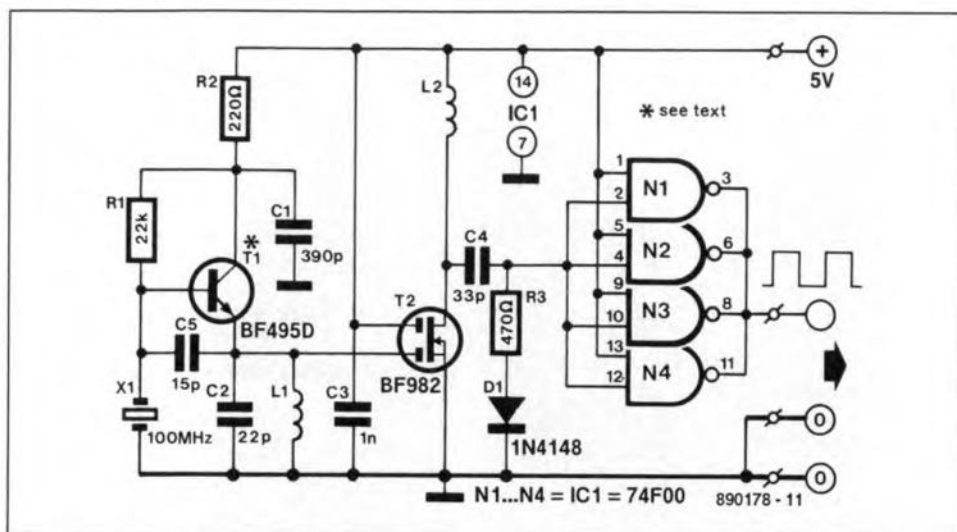 R2
220Ω
L2
14
IC1
7
+
5V
* see text
R1
22k
C1
390p
*
T1
BF495D
C5
15p
C2
22p
L1
X1
100MHz
C3
1n
T2
BF982
C4
33p
R3
470Ω
D1
1N4148
1
2
N1
3
5
4
N2
6
9
10
N3
8
13
12
N4
11
0
0
N1...N4 = IC1 = 74F00
890178 - 11